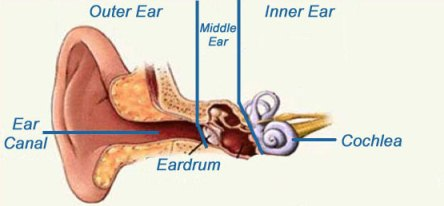 Outer Ear
Middle
Ear
Inner Ear
Ear
Canal
Eardrum
Cochlea